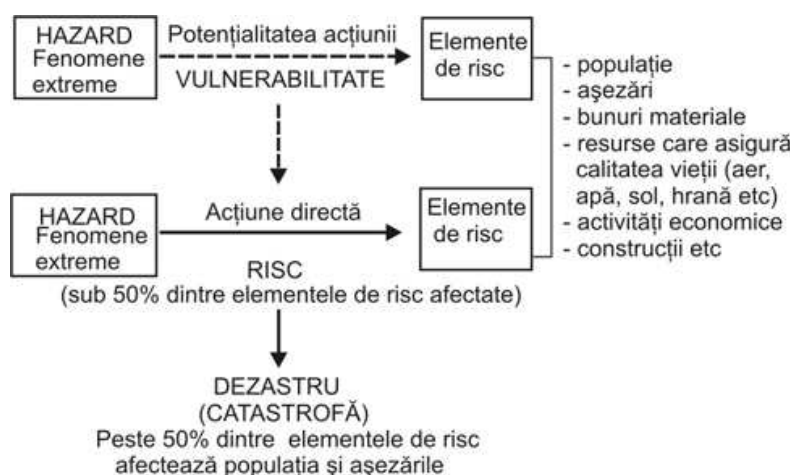 HAZARD
Fenomene
extreme
Potențialitatea acțiunii
VULNERABILITATE
Elemente
de risc
- populație
- așezări
- bunuri materiale
- resurse care asigură
calitatea vieții (aer,
apă, sol, hrană etc)
- activități economice
- construcții etc
HAZARD
Fenomene
extreme
Acțiune directă
Elemente
de risc
RISC
(sub 50% dintre elementele de risc afectate)
DEZASTRU
(CATASTROFĂ)
Peste 50% dintre elementele de risc
afectează populația și așezările